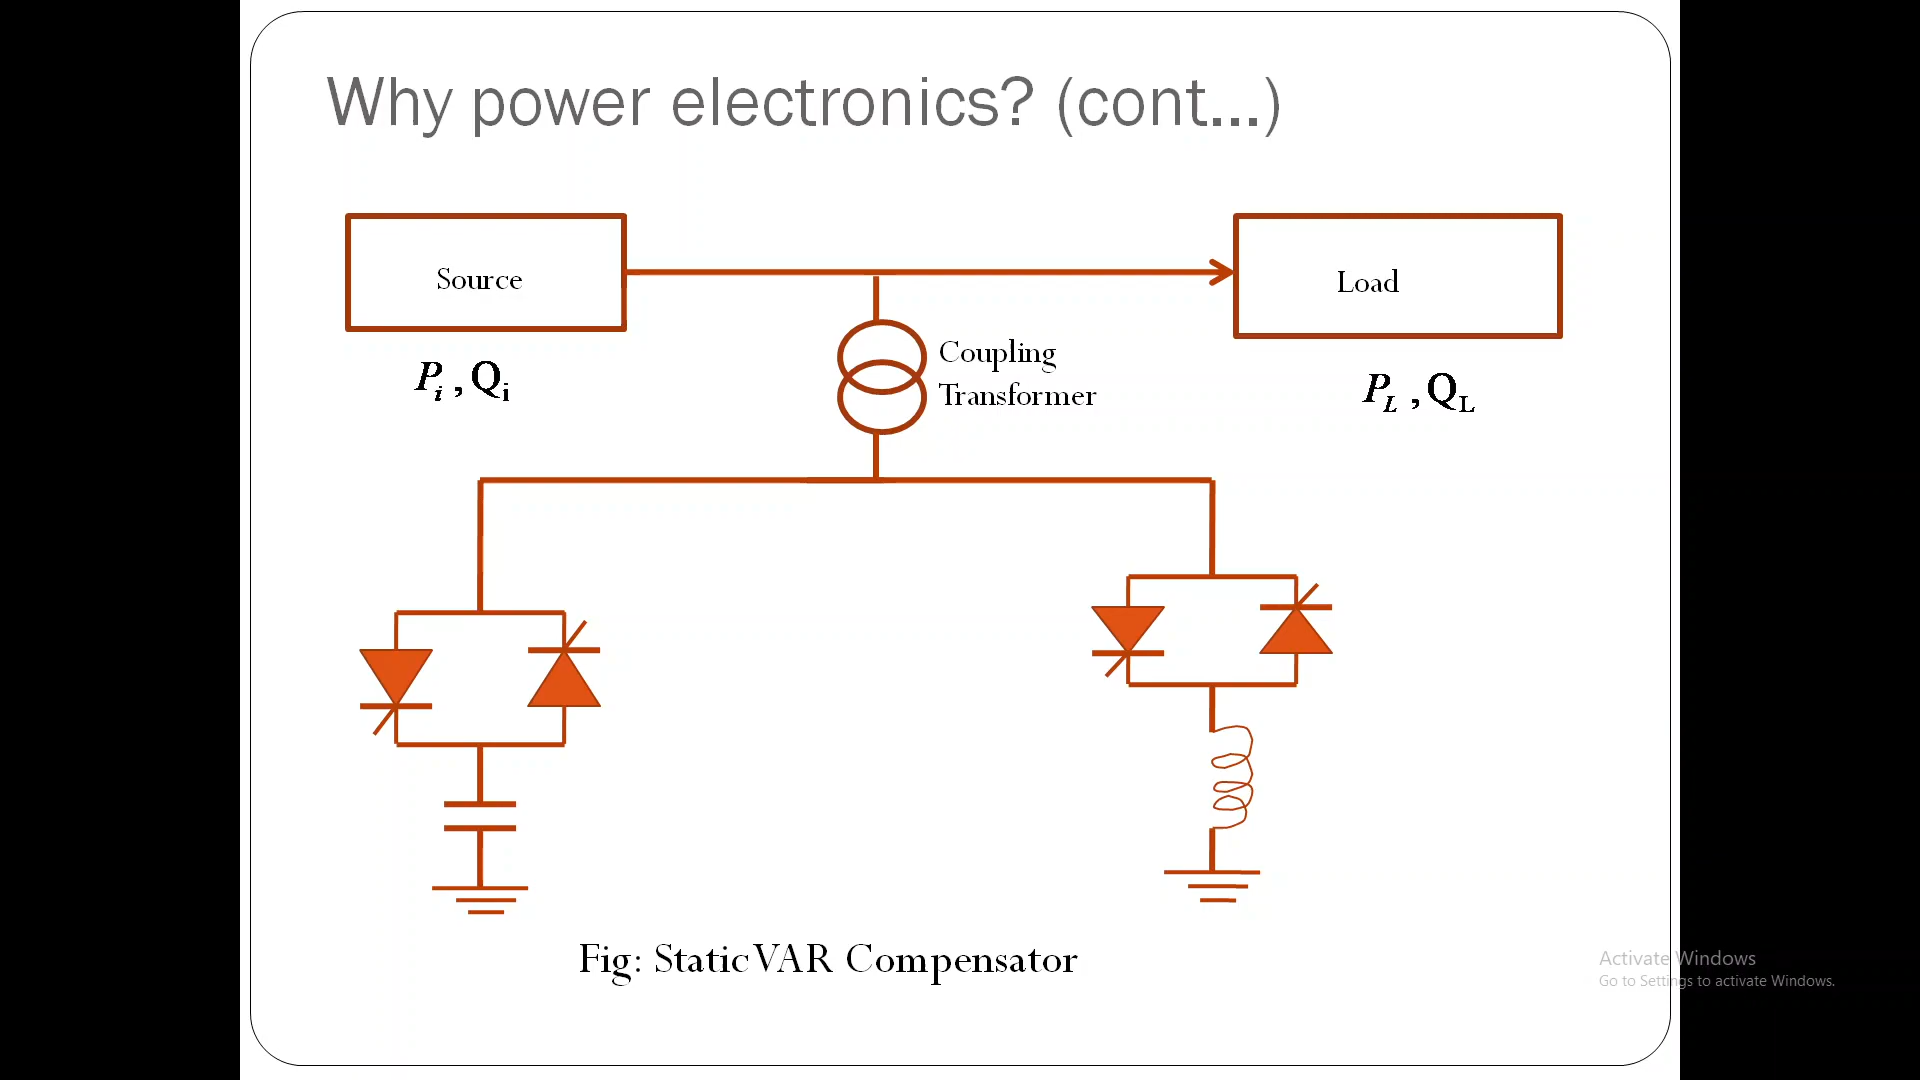 Why power electronics? (cont...)
Source
Load
Coupling
Transformer
Pi ,Qi
PL ,QL
Fig: Static VAR Compensator
Activate Windows
Go to Settings to activate Windows.